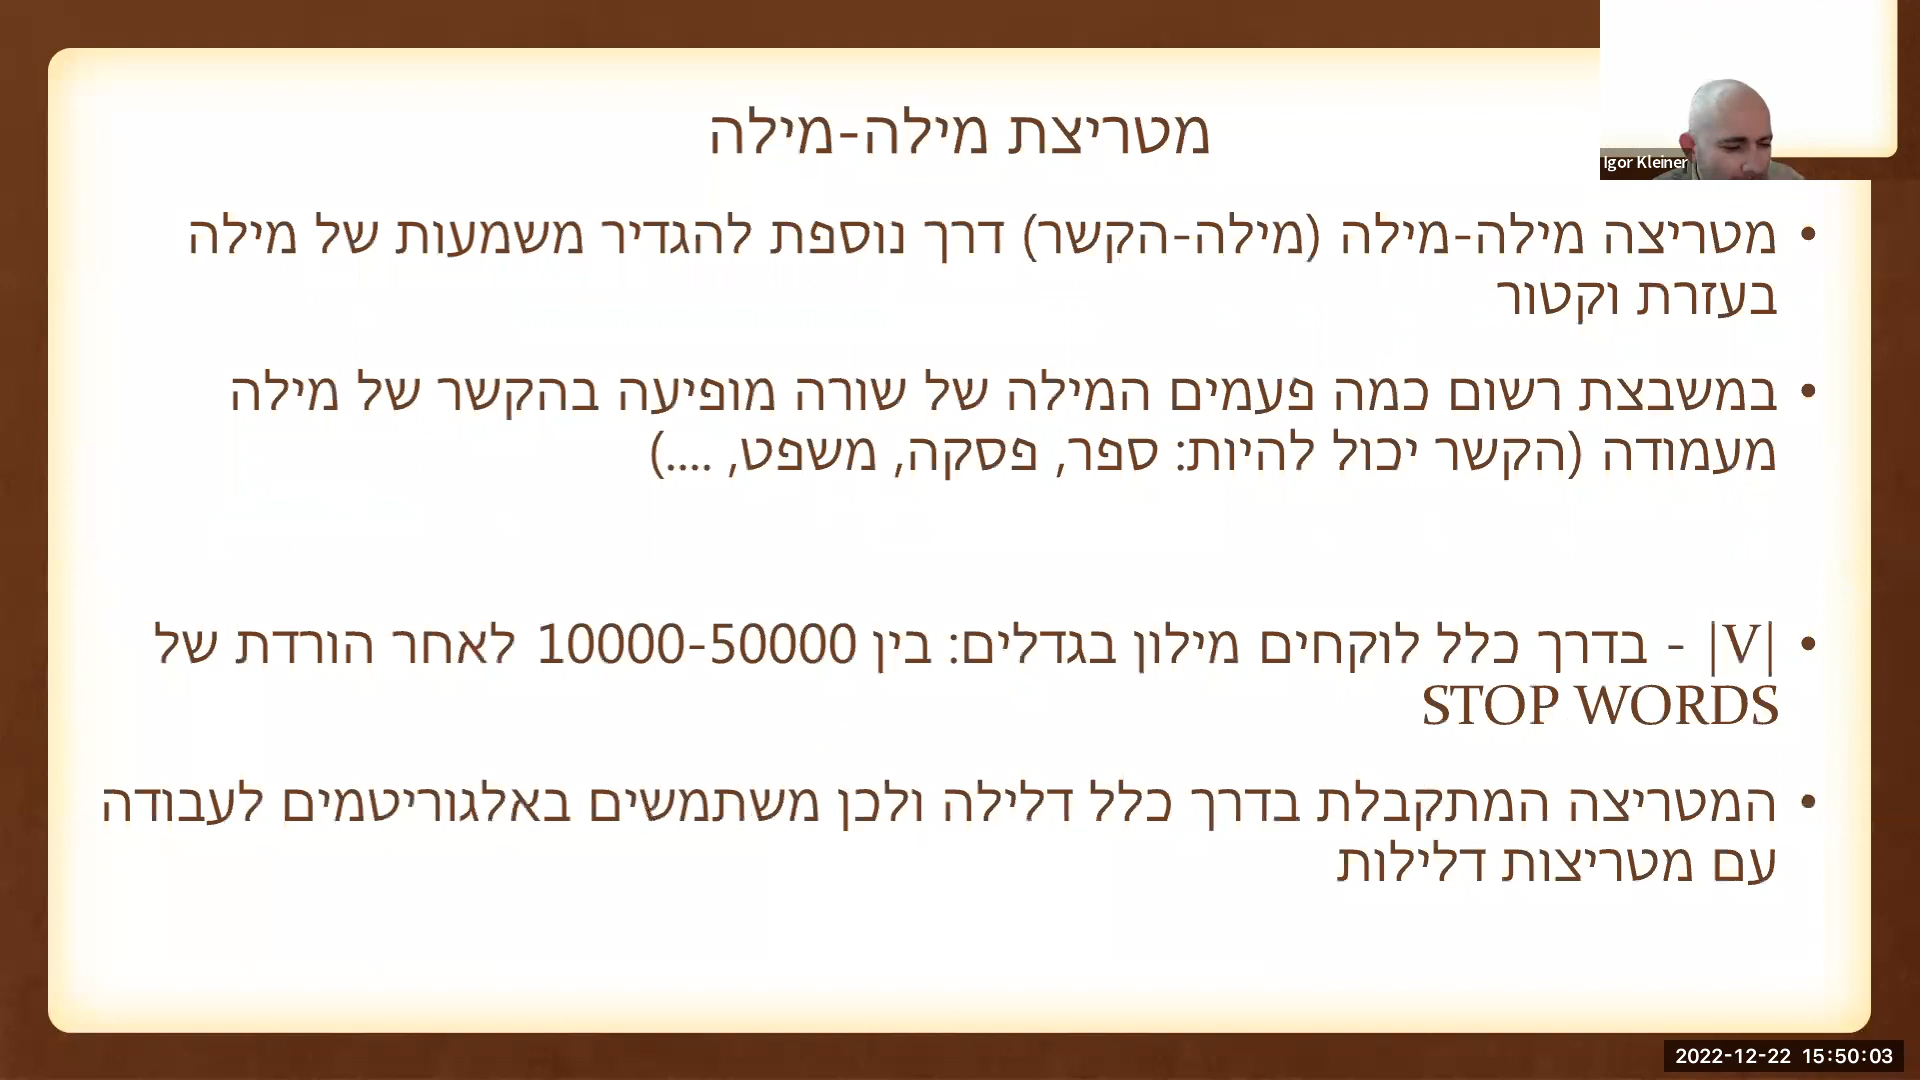 מטריצת מילה-מילה
Igor Kleiner
• מטריצה מילה-מילה (מילה-הקשר) דרך נוספת להגדיר משמעות של מילה
בעזרת וקטור
• במשבצת רשום כמה פעמים המילה של שורה מופיעה בהקשר של מילה
מעמודה (הקשר יכול להיות: ספר, פסקה, משפט, ....)
• |V| - בדרך כלל לוקחים מילון בגדלים: בין 10000-50000 לאחר הורדת של
STOP WORDS
• המטריצה המתקבלת בדרך כלל דלילה ולכן משתמשים באלגוריטמים לעבודה
עם מטריצות דלילות
2022-12-22 15:50:03